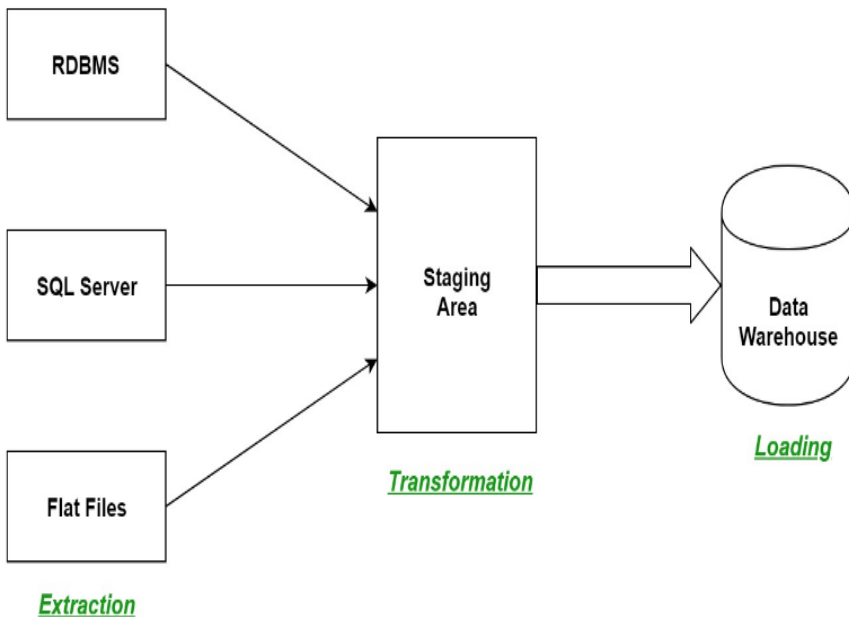 RDBMS
SQL Server
Flat Files
Extraction
Staging
Area
Transformation
Data
Warehouse
Loading